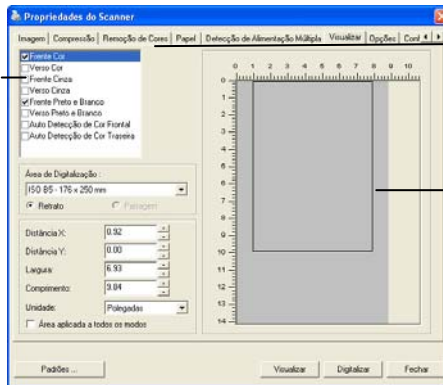 Propriedades do Scanner
Imagem Compressão Remoção de Cores Papel Detecção de Alimentação Múltipla Visualizar Opções Conf
Frente Cor
Verso Cor
Frente Cinza
Verso Cinza
Frente Preto e Branco
Verso Preto e Branco
Auto Detecção de Cor Frontal
Auto Detecção de Cor Traseira
Área de Digitalização :
ISO B5 - 176 x 250 mm
Retrato Paisagem
Distância X: 0.92
Distância Y: 0.00
Largura: 6.93
Comprimento: 9.84
Unidade: Polegadas
Área aplicada a todos os modos
0 1 2 3 4 5 6 7 8 9 10
0
1
2
3
4
5
6
7
8
9
10
11
12
13
14
Padrões ... Visualizar Digitalizar Fechar